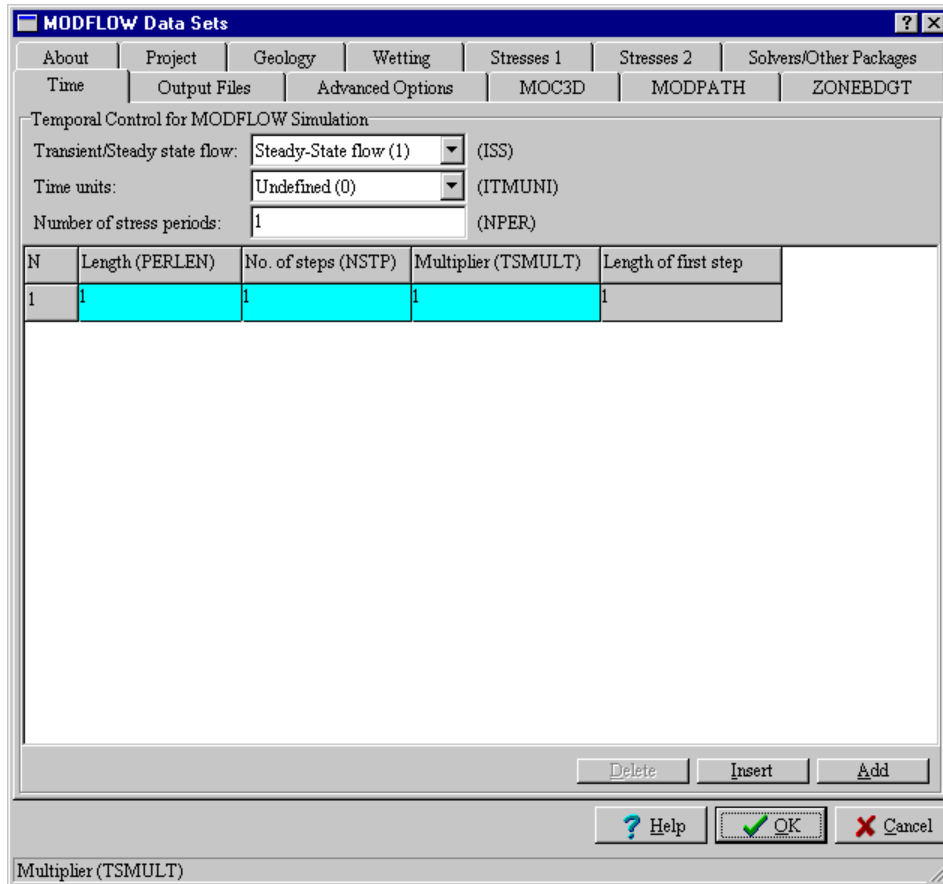 MODFLOW Data Sets
About Project Geology Wetting Stresses 1 Stresses 2 Solvers/Other Packages
Time Output Files Advanced Options MOC3D MODPATH ZONEBDGT
Temporal Control for MODFLOW Simulation
Transient/Steady state flow: Steady-State flow (1) (ISS)
Time units: Undefined (0) (ITMUNI)
Number of stress periods: 1 (NPER)
N Length (PERLEN) No. of steps (NSTP) Multiplier (TSMULT) Length of first step
1 1 1 1 1
Delete Insert Add
? Help OK Cancel
Multiplier (TSMULT)